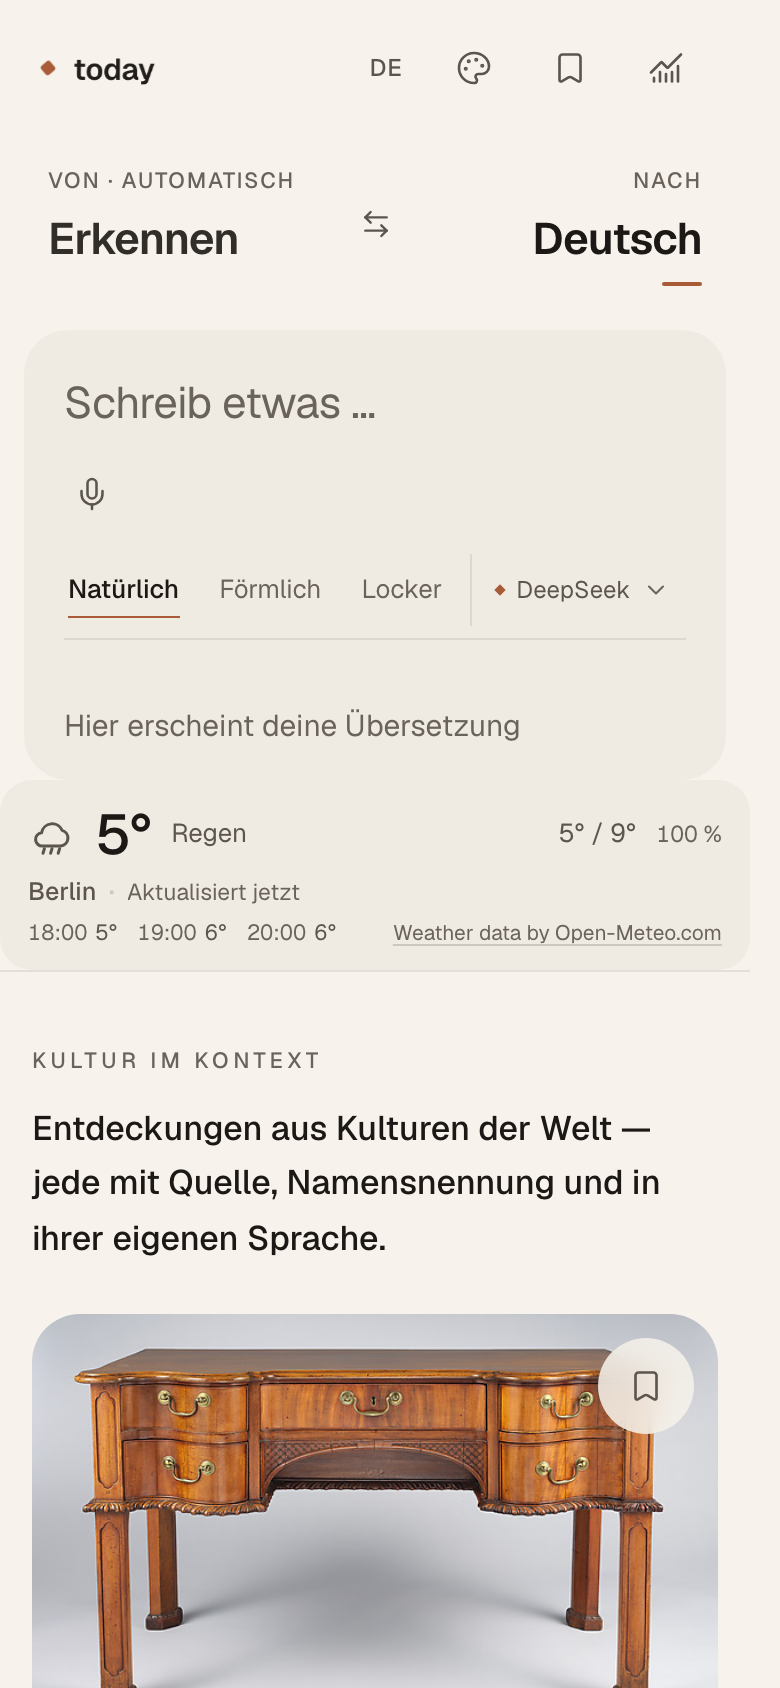 today
DE
VON · AUTOMATISCH
NACH
Erkennen
Deutsch
Schreib etwas …
Natürlich Förmlich Locker DeepSeek
Hier erscheint deine Übersetzung
5° Regen 5° / 9° 100 %
Berlin · Aktualisiert jetzt
18:00 5° 19:00 6° 20:00 6° Weather data by Open-Meteo.com
KULTUR IM KONTEXT
Entdeckungen aus Kulturen der Welt —
jede mit Quelle, Namensnennung und in
ihrer eigenen Sprache.